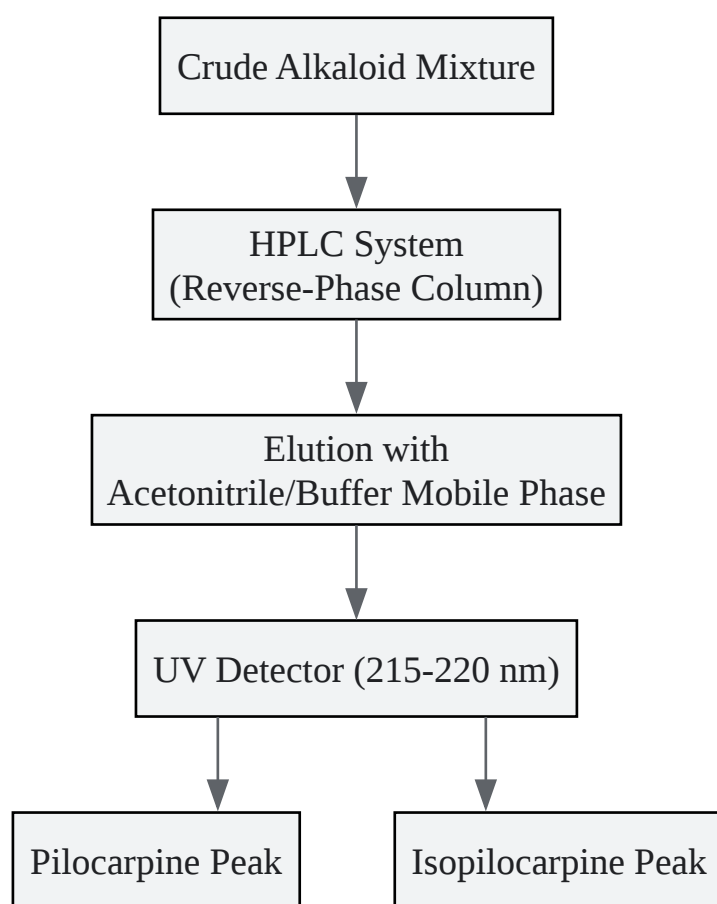 Crude Alkaloid Mixture
HPLC System
(Reverse-Phase Column)
Elution with
Acetonitrile/Buffer Mobile Phase
UV Detector (215-220 nm)
Pilocarpine Peak
Isopilocarpine Peak